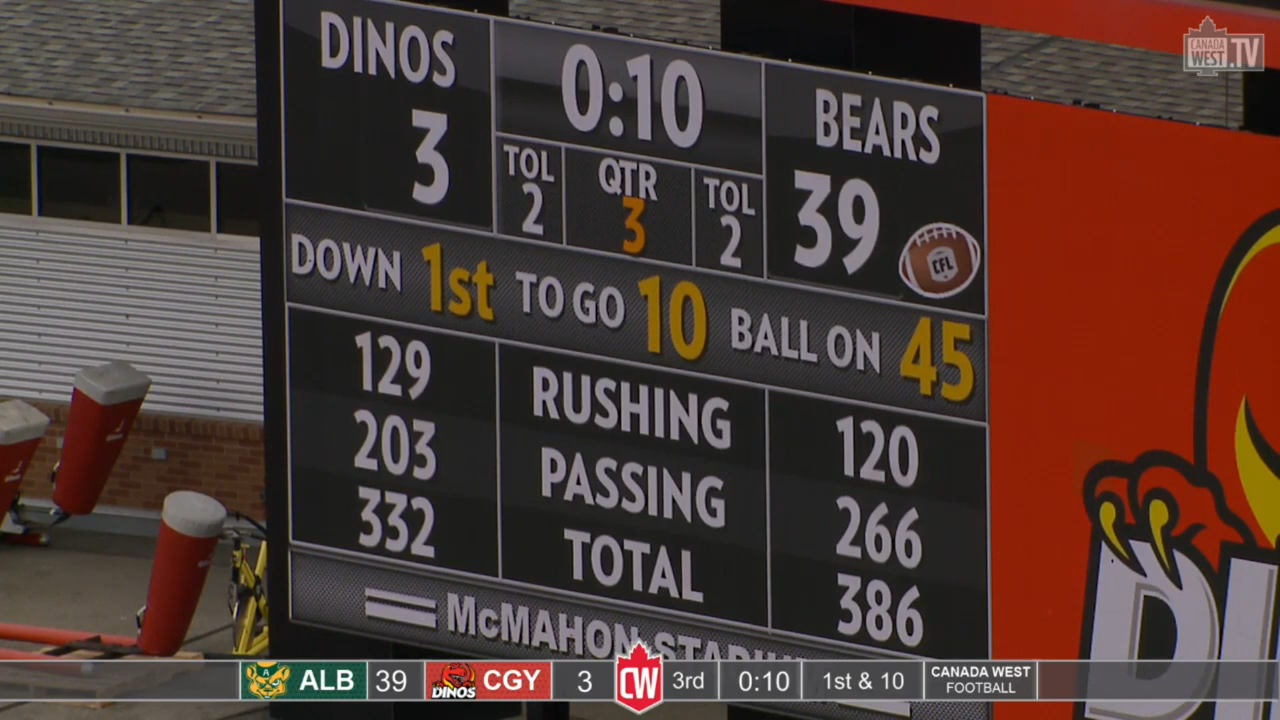 CANADA WEST.TV
DINOS 0:10 BEARS
3 TOL 2 QTR 3 TOL 2 39
CFL
DOWN 1st TO GO 10 BALL ON 45
129 RUSHING 120
203 PASSING 266
332 TOTAL 386
McMAHON STADIUM
ALB 39 DINOS CGY 3 CW 3rd 0:10 1st & 10 CANADA WEST FOOTBALL